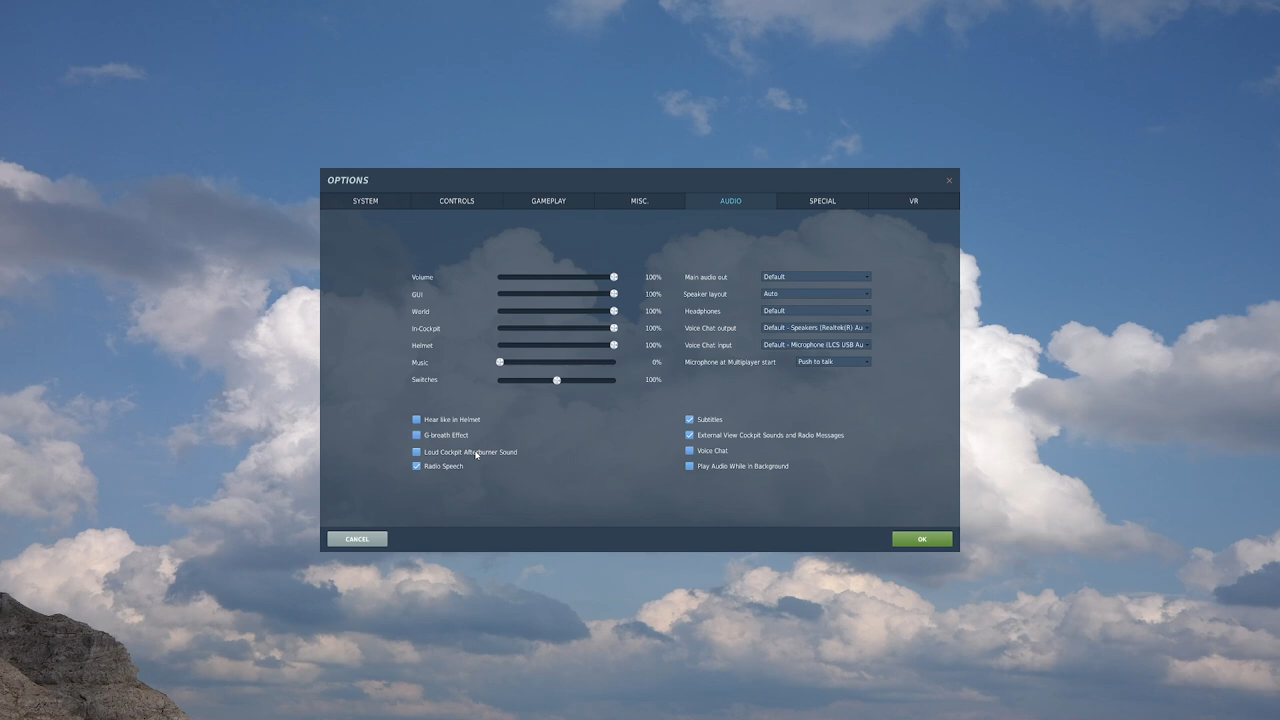 OPTIONS
SYSTEM CONTROLS GAMEPLAY MISC. AUDIO SPECIAL VR
Volume 100%
GUI 100%
World 100%
In-Cockpit 100%
Helmet 100%
Music 0%
Switches 100%
Main audio out Default
Speaker layout Auto
Headphones Default
Voice Chat output Default - Speakers (Realtek(R) Au
Voice Chat input Default - Microphone (LCS USB Au
Microphone at Multiplayer start Push to talk
Hear like in Helmet
G-breath Effect
Loud Cockpit Afterburner Sound
Radio Speech
Subtitles
External View Cockpit Sounds and Radio Messages
Voice Chat
Play Audio While in Background
CANCEL OK